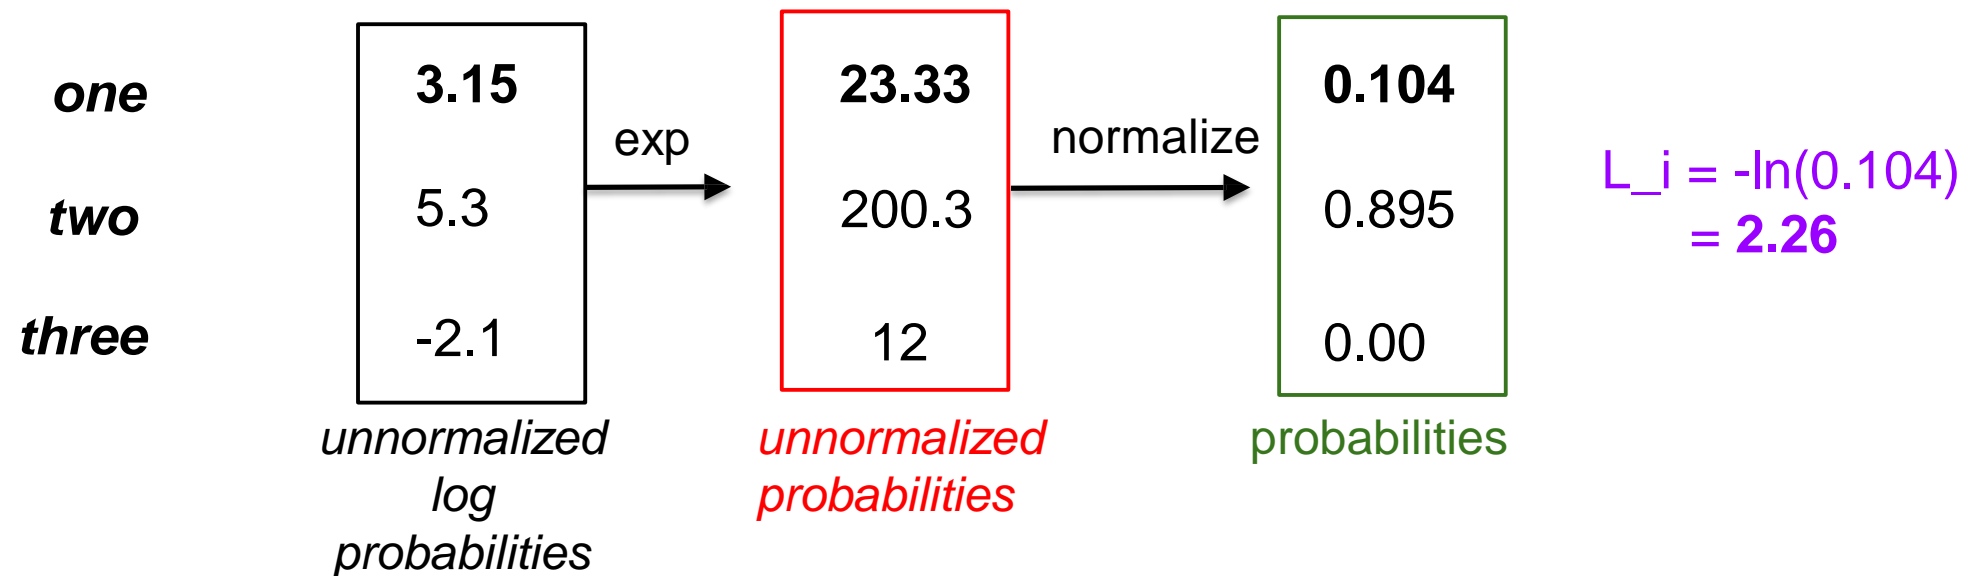 one 3.15 23.33 0.104
exp normalize
two 5.3 200.3 0.895
three -2.1 12 0.00
L_i = -ln(0.104)
= 2.26
unnormalized
log
probabilities
unnormalized
probabilities
probabilities